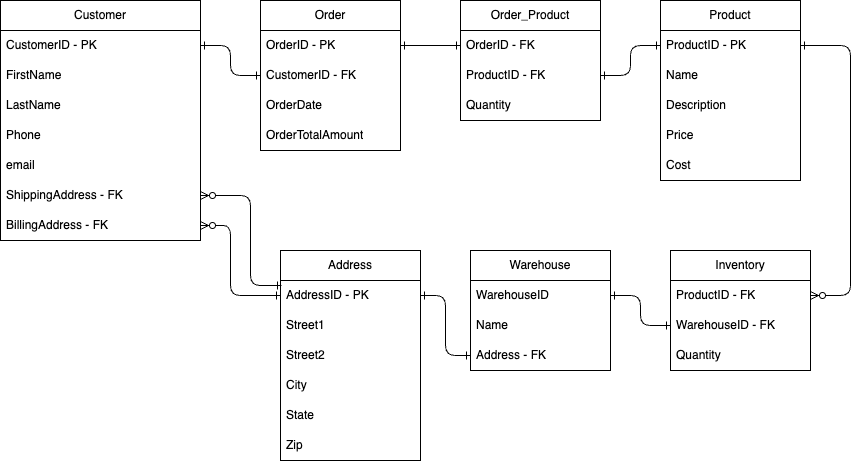 Customer
CustomerID - PK
FirstName
LastName
Phone
email
ShippingAddress - FK
BillingAddress - FK
Order
OrderID - PK
CustomerID - FK
OrderDate
OrderTotalAmount
Order_Product
OrderID - FK
ProductID - FK
Quantity
Product
ProductID - PK
Name
Description
Price
Cost
Address
AddressID - PK
Street1
Street2
City
State
Zip
Warehouse
WarehouseID
Name
Address - FK
Inventory
ProductID - FK
WarehouseID - FK
Quantity